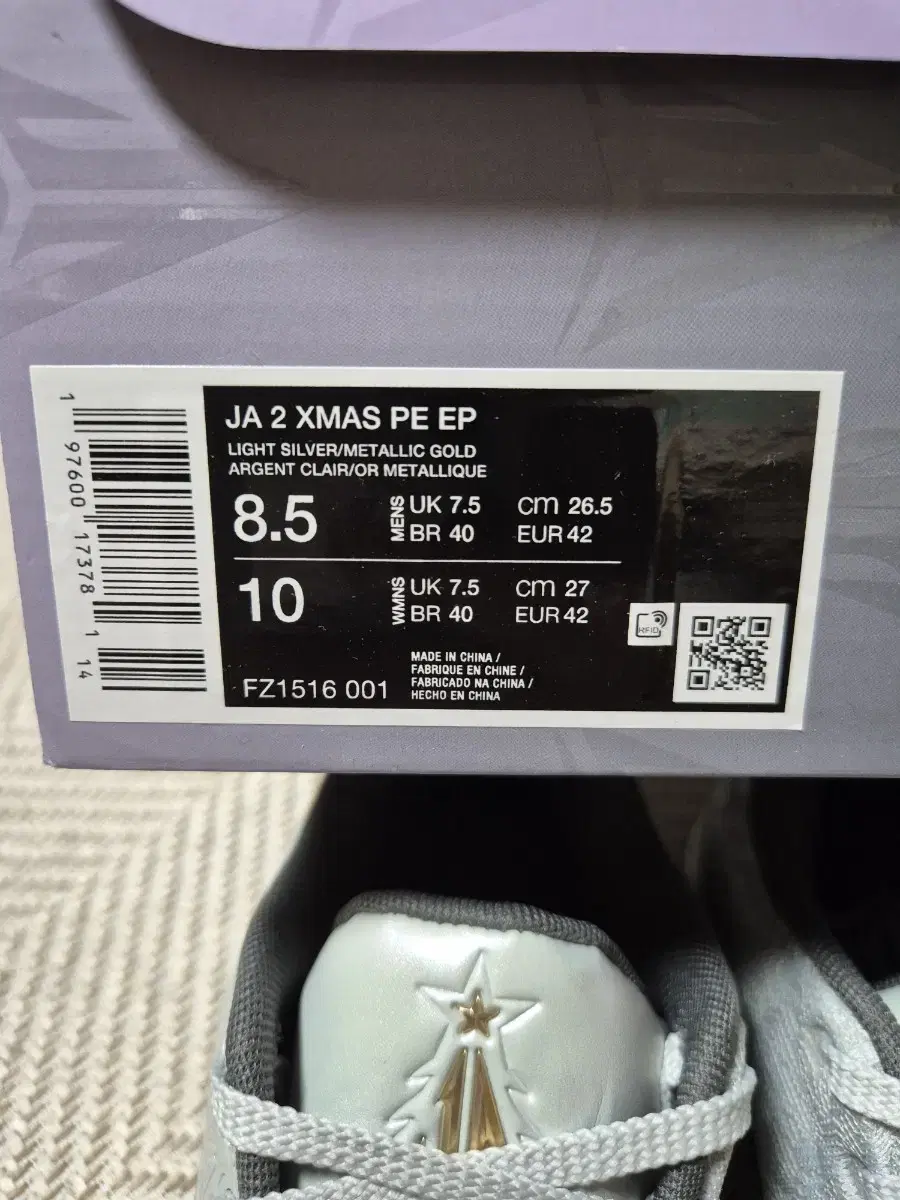 JA 2 XMAS PE EP
LIGHT SILVER/METALLIC GOLD
ARGENT CLAIR/OR METALLIQUE
8.5 MENS UK 7.5 cm 26.5
BR 40 EUR 42
10 WMNS UK 7.5 cm 27
BR 40 EUR 42
RFID
FZ1516 001
MADE IN CHINA /
FABRIQUE EN CHINE /
FABRICADO NA CHINA /
HECHO EN CHINA
1 97600 17378 1 14